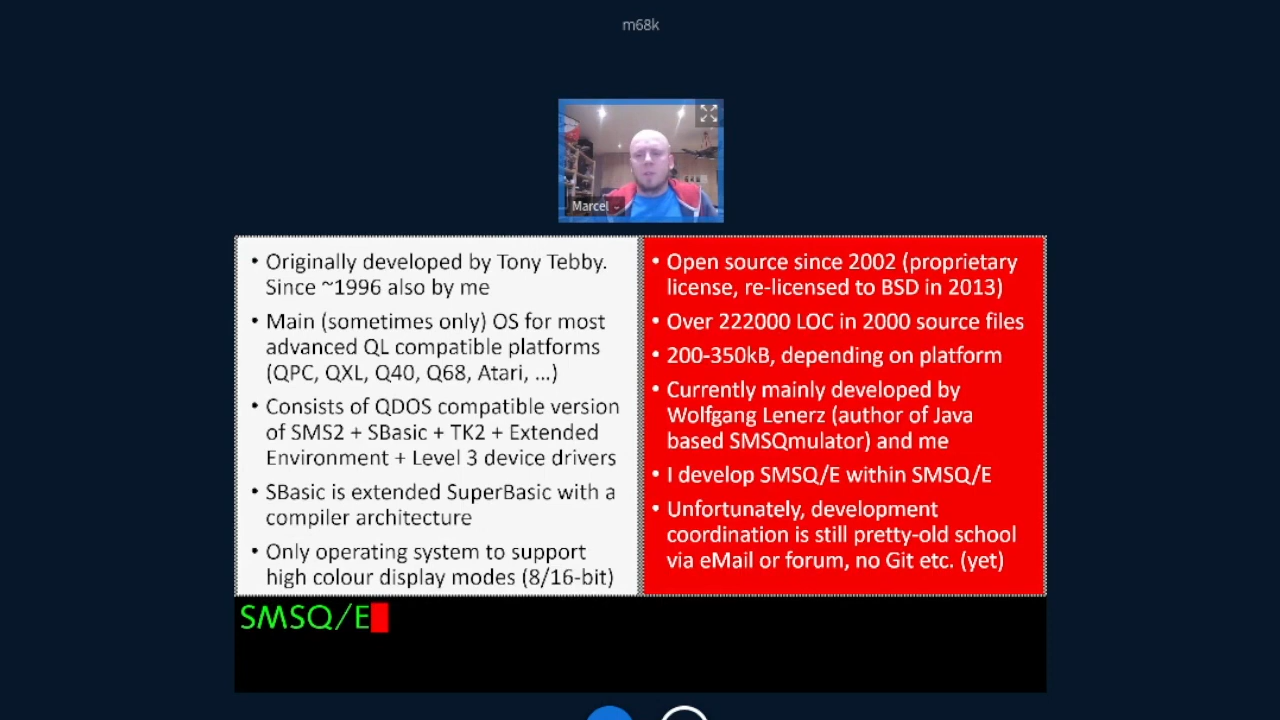 m68k
Marcel
• Originally developed by Tony Tebby.
Since ~1996 also by me
• Main (sometimes only) OS for most
advanced QL compatible platforms
(QPC, QXL, Q40, Q68, Atari, ...)
• Consists of QDOS compatible version
of SMS2 + SBasic + TK2 + Extended
Environment + Level 3 device drivers
• SBasic is extended SuperBasic with a
compiler architecture
• Only operating system to support
high colour display modes (8/16-bit)
• Open source since 2002 (proprietary
license, re-licensed to BSD in 2013)
• Over 222000 LOC in 2000 source files
• 200-350kB, depending on platform
• Currently mainly developed by
Wolfgang Lenerz (author of Java
based SMSQmulator) and me
• I develop SMSQ/E within SMSQ/E
• Unfortunately, development
coordination is still pretty-old school
via eMail or forum, no Git etc. (yet)
SMSQ/E